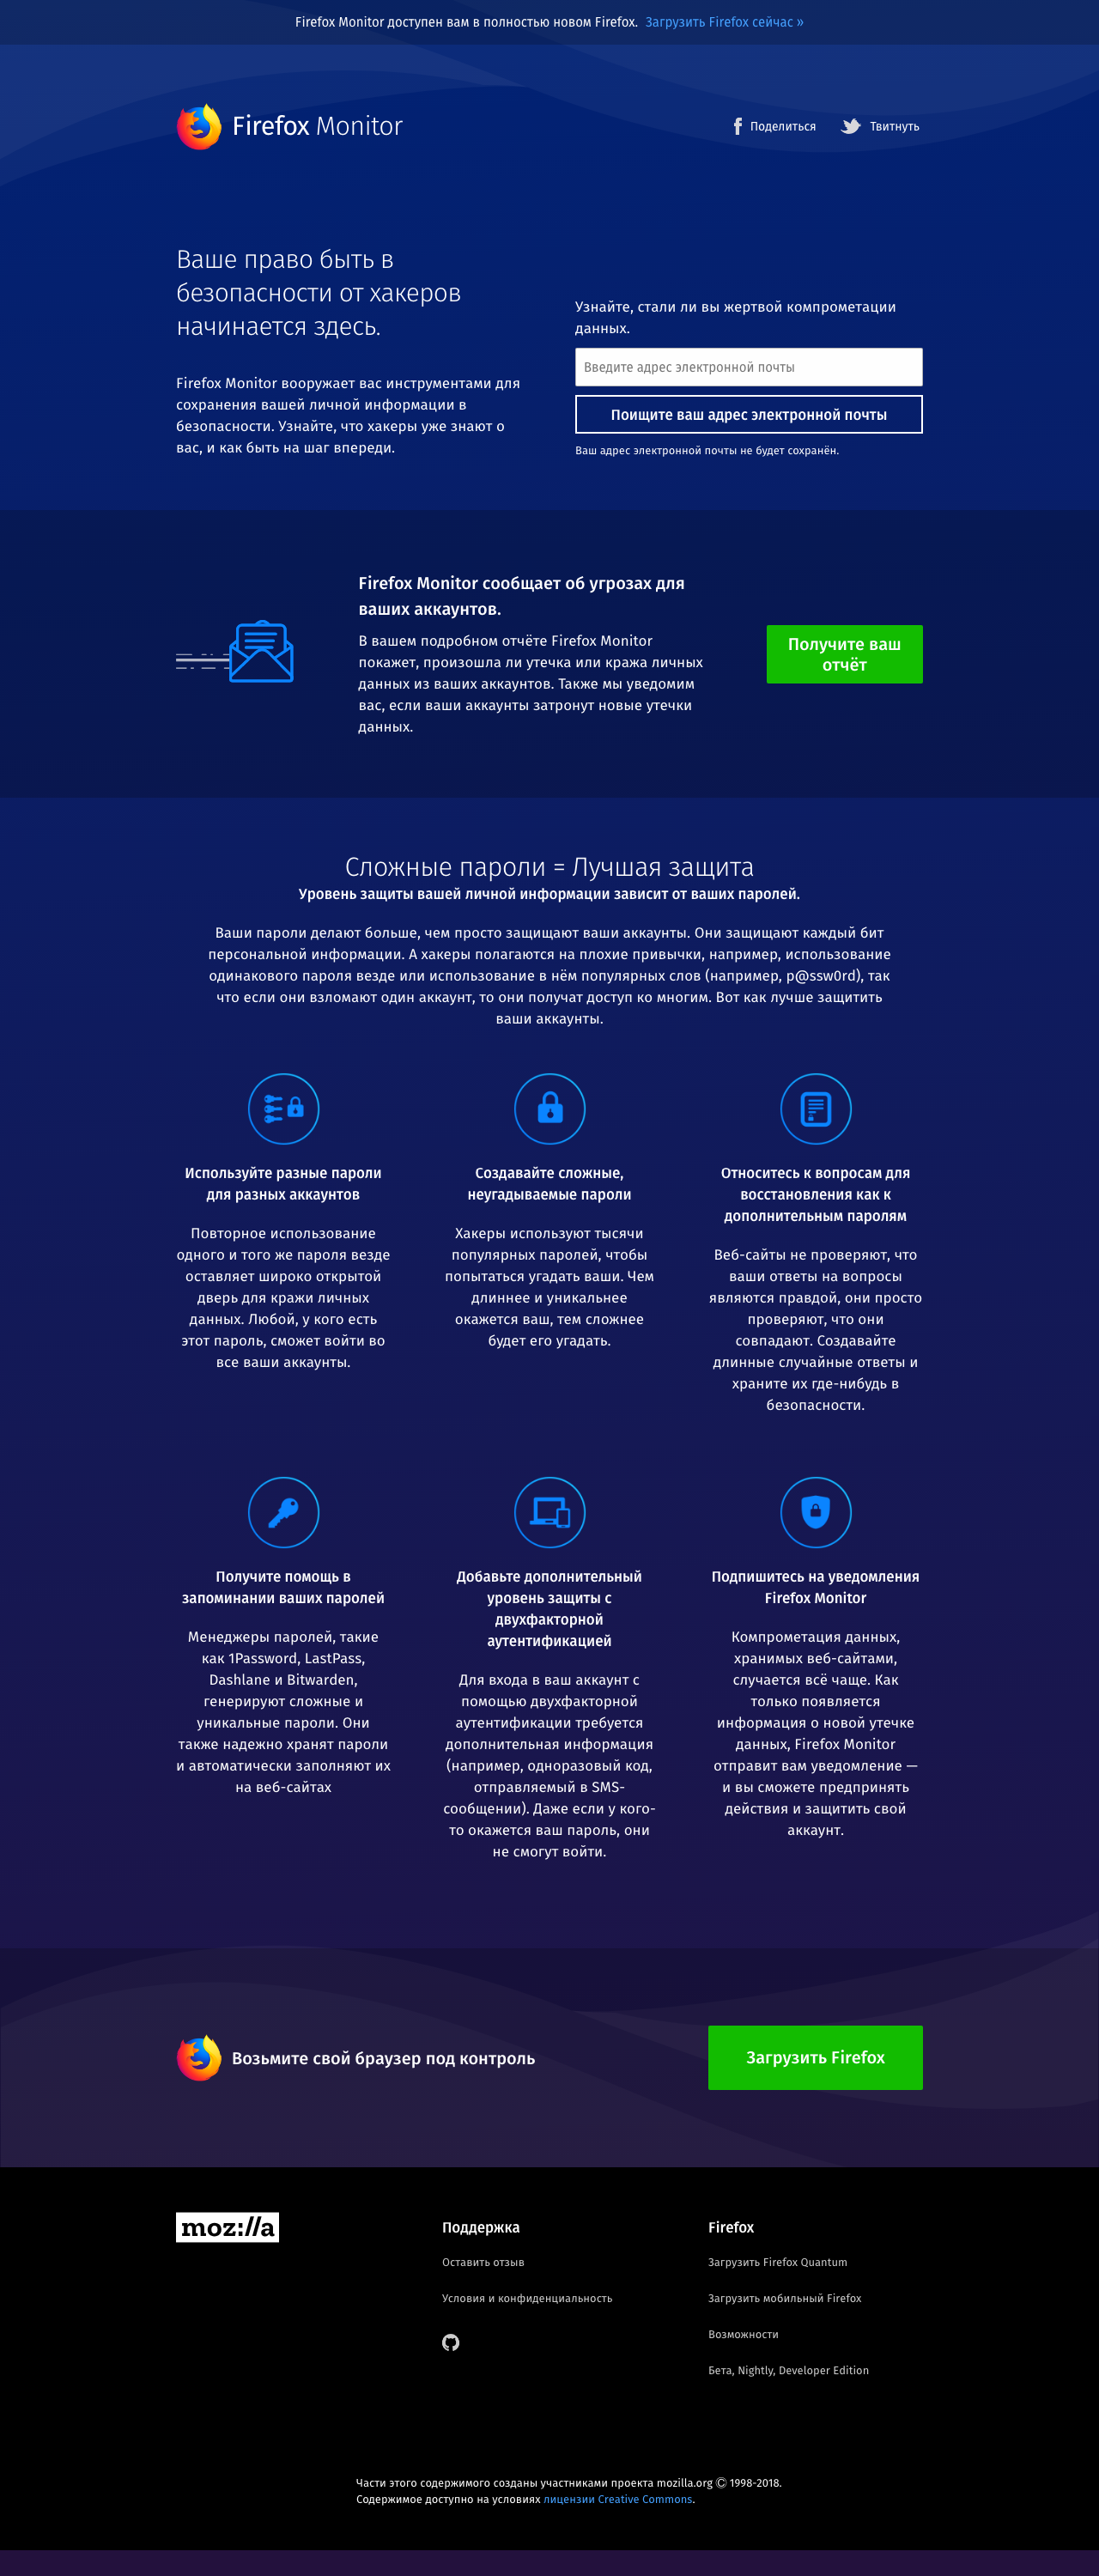 Firefox Monitor доступен вам в полностью новом Firefox. Загрузить Firefox сейчас »
Firefox Monitor
Поделиться
Твитнуть
Ваше право быть в
безопасности от хакеров
начинается здесь.
Firefox Monitor вооружает вас инструментами для
сохранения вашей личной информации в
безопасности. Узнайте, что хакеры уже знают о
вас, и как быть на шаг впереди.
Узнайте, стали ли вы жертвой компрометации
данных.
Введите адрес электронной почты
Поищите ваш адрес электронной почты
Ваш адрес электронной почты не будет сохранён.
Firefox Monitor сообщает об угрозах для
ваших аккаунтов.
В вашем подробном отчёте Firefox Monitor
покажет, произошла ли утечка или кража личных
данных из ваших аккаунтов. Также мы уведомим
вас, если ваши аккаунты затронут новые утечки
данных.
Получите ваш
отчёт
Сложные пароли = Лучшая защита
Уровень защиты вашей личной информации зависит от ваших паролей.
Ваши пароли делают больше, чем просто защищают ваши аккаунты. Они защищают каждый бит
персональной информации. А хакеры полагаются на плохие привычки, например, использование
одинакового пароля везде или использование в нём популярных слов (например, p@ssw0rd), так
что если они взломают один аккаунт, то они получат доступ ко многим. Вот как лучше защитить
ваши аккаунты.
Используйте разные пароли
для разных аккаунтов
Повторное использование
одного и того же пароля везде
оставляет широко открытой
дверь для кражи личных
данных. Любой, у кого есть
этот пароль, сможет войти во
все ваши аккаунты.
Создавайте сложные,
неугадываемые пароли
Хакеры используют тысячи
популярных паролей, чтобы
попытаться угадать ваши. Чем
длиннее и уникальнее
окажется ваш, тем сложнее
будет его угадать.
Относитесь к вопросам для
восстановления как к
дополнительным паролям
Веб-сайты не проверяют, что
ваши ответы на вопросы
являются правдой, они просто
проверяют, что они
совпадают. Создавайте
длинные случайные ответы и
храните их где-нибудь в
безопасности.
Получите помощь в
запоминании ваших паролей
Менеджеры паролей, такие
как 1Password, LastPass,
Dashlane и Bitwarden,
генерируют сложные и
уникальные пароли. Они
также надежно хранят пароли
и автоматически заполняют их
на веб-сайтах
Добавьте дополнительный
уровень защиты с
двухфакторной
аутентификацией
Для входа в ваш аккаунт с
помощью двухфакторной
аутентификации требуется
дополнительная информация
(например, одноразовый код,
отправляемый в SMS-
сообщении). Даже если у кого-
то окажется ваш пароль, они
не смогут войти.
Подпишитесь на уведомления
Firefox Monitor
Компрометация данных,
хранимых веб-сайтами,
случается всё чаще. Как
только появляется
информация о новой утечке
данных, Firefox Monitor
отправит вам уведомление —
и вы сможете предпринять
действия и защитить свой
аккаунт.
Возьмите свой браузер под контроль
Загрузить Firefox
moz://a
Поддержка
Оставить отзыв
Условия и конфиденциальность
Firefox
Загрузить Firefox Quantum
Загрузить мобильный Firefox
Возможности
Бета, Nightly, Developer Edition
Части этого содержимого созданы участниками проекта mozilla.org © 1998-2018.
Содержимое доступно на условиях лицензии Creative Commons.